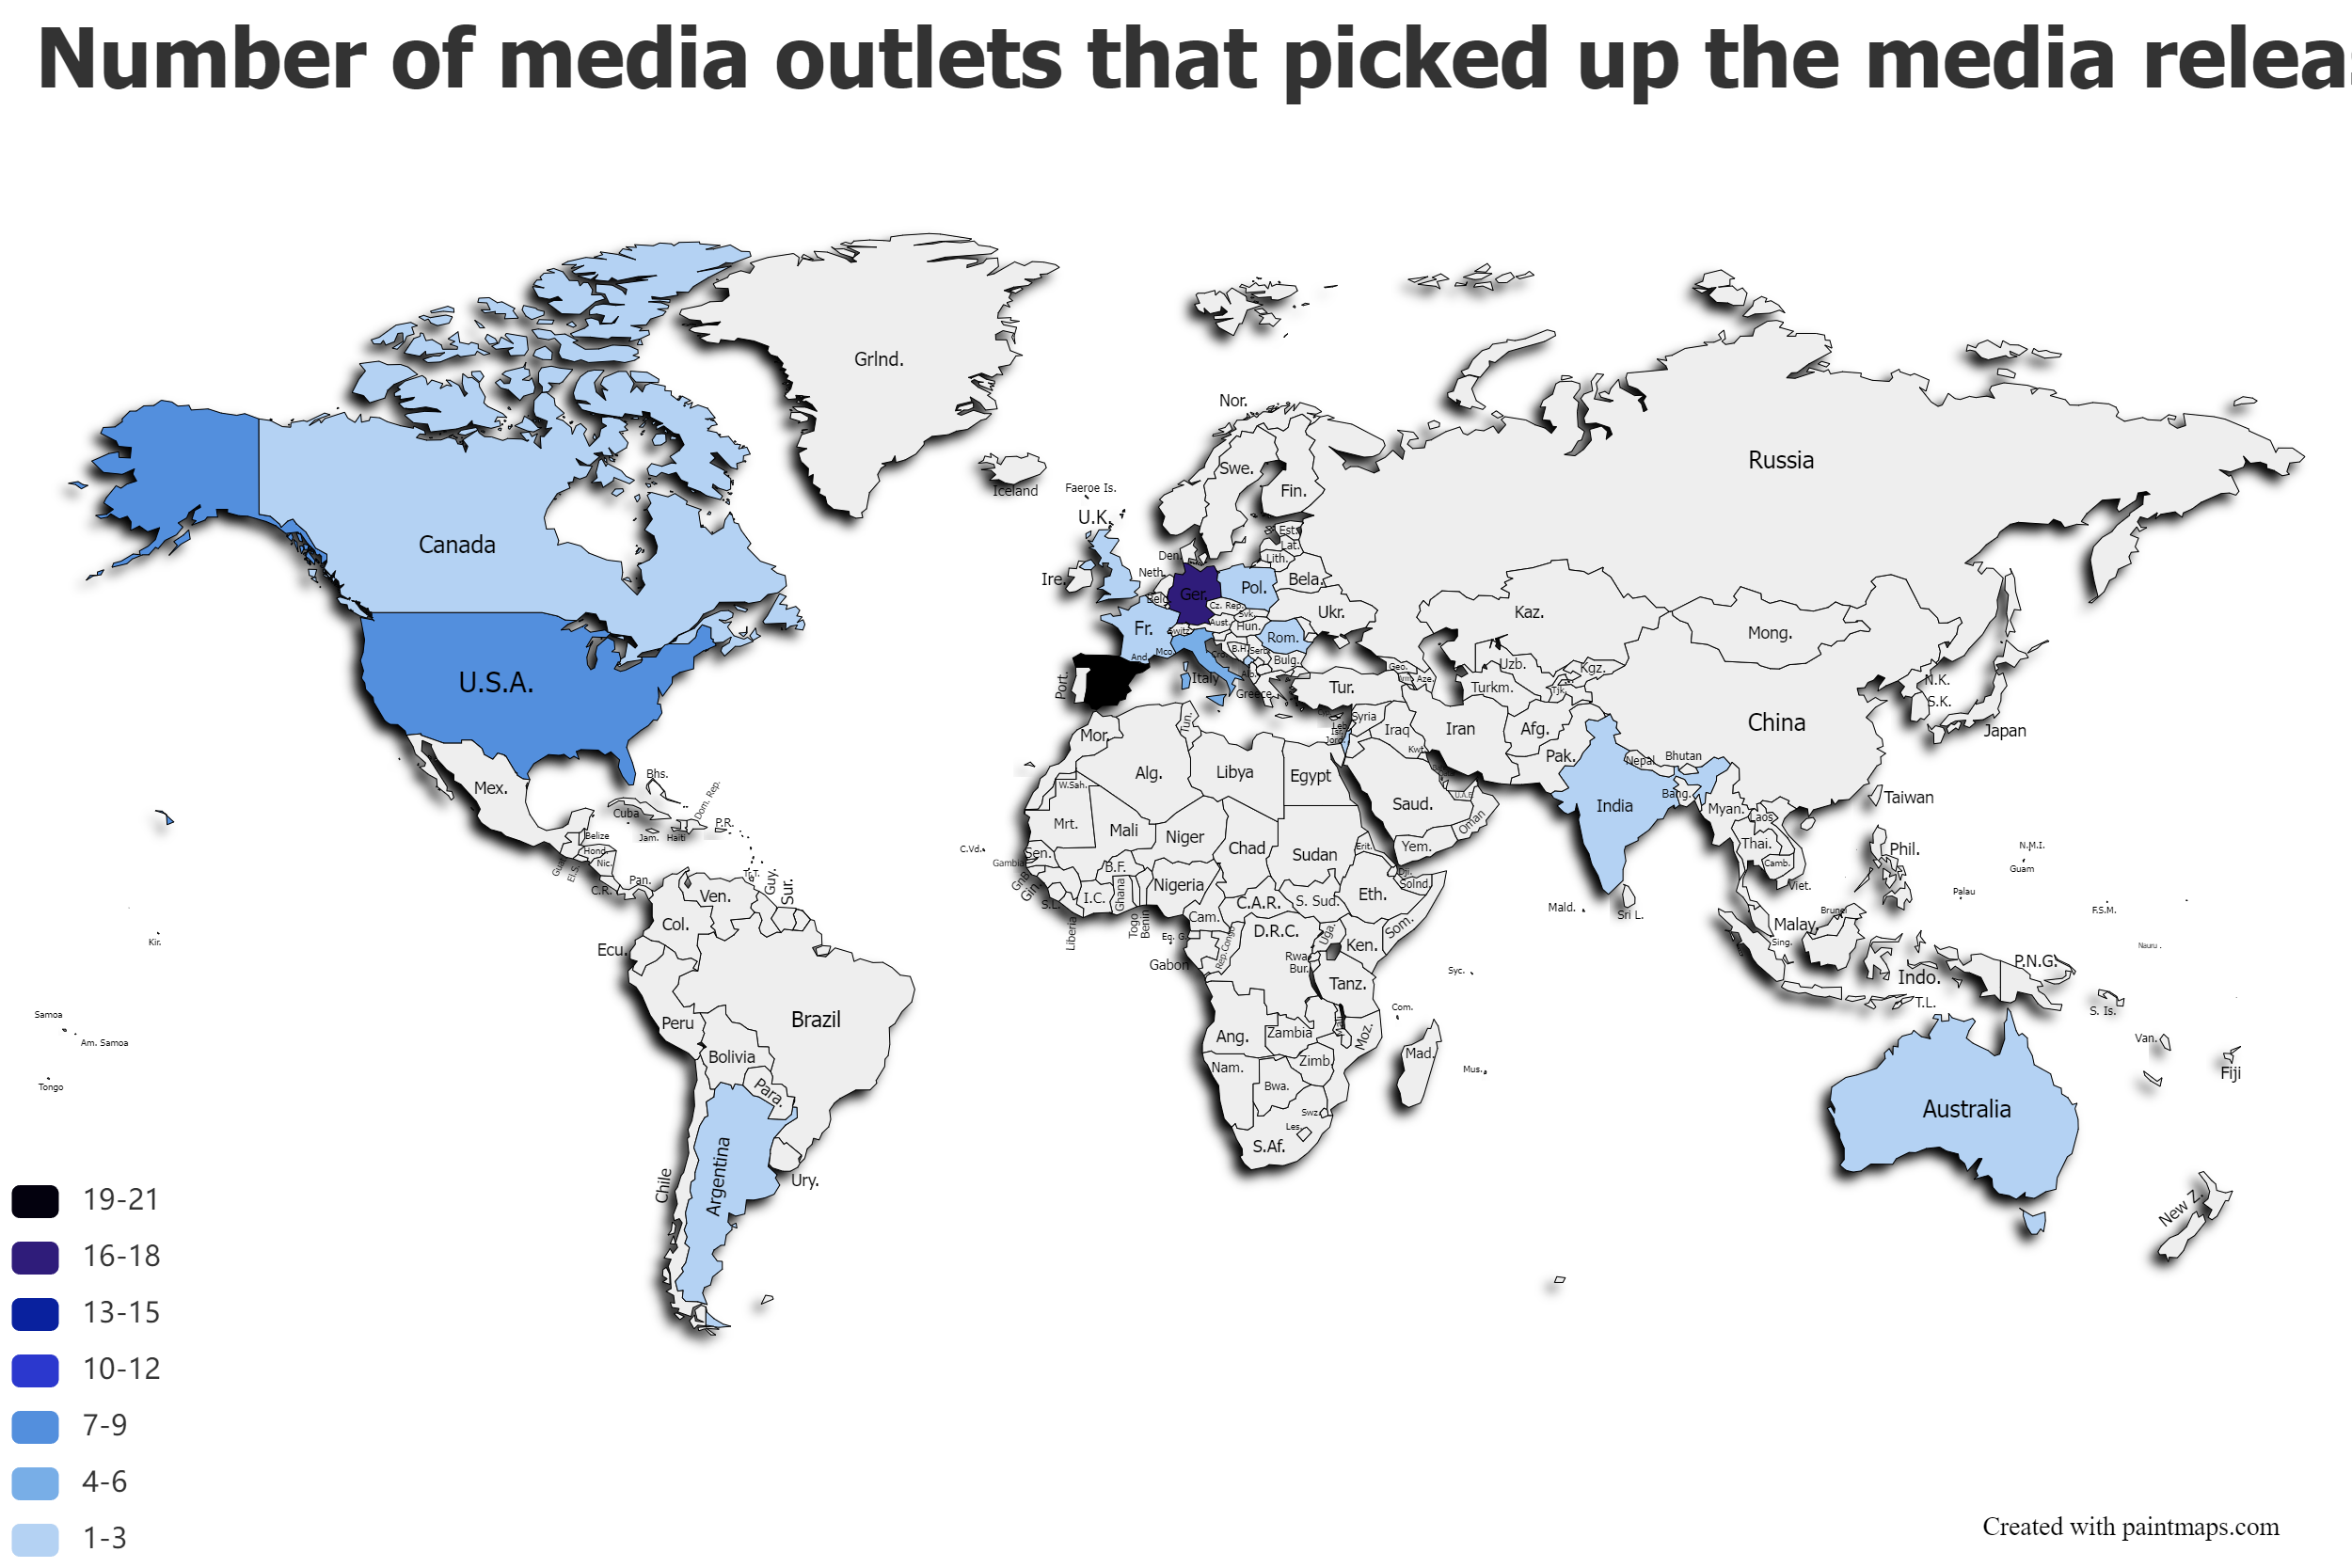 Number of media outlets that picked up the media relea
Grlnd.
Nor.
Russia
Swe.
Fin.
Iceland
Faeroe Is.
U.K.
Canada
Est.
Lat.
Lith.
Den.
Neth.
Ire.
Bela.
Pol.
Ger.
Belg.
Cz. Rep.
Svk.
Ukr.
Kaz.
Mong.
Fr.
Switz.
Aust.
Hun.
Rom.
And.
Mco.
Cro.
B.H.
Serb.
Bulg.
Geo.
Arm.
Aze.
Uzb.
Kgz.
U.S.A.
Port.
Italy
Alb.
Greece
Tur.
Turkm.
Tjk.
N.K.
S.K.
Japan
China
Mor.
Tun.
Syria
Leb.
Isr.
Jord.
Iraq
Iran
Afg.
Kwt.
Pak.
Nepal
Bhutan
Mex.
Bhs.
Cuba
Dom. Rep.
Jam.
Haiti
P.R.
Alg.
Libya
Egypt
W.Sah.
Saud.
U.A.E.
Oman
India
Bang.
Myan.
Laos
Taiwan
Belize
Hond.
Gua.
El.S.
Nic.
C.R.
Pan.
Tr.T.
C.Vd.
Mrt.
Mali
Niger
Chad
Sudan
Erit.
Yem.
Thai.
Camb.
Viet.
Phil.
N.M.I.
Guam
Palau
F.S.M.
Sen.
Gambia
GnB.
Gin.
S.L.
Liberia
I.C.
B.F.
Ghana
Togo
Benin
Nigeria
Cam.
C.A.R.
S. Sud.
Eth.
Dji.
Solnd.
Som.
Mald.
Sri L.
Ven.
Guy.
Sur.
Col.
Ecu.
Kir.
Eq. G.
Gabon
Rep.Congo
D.R.C.
Uga.
Ken.
Rwa.
Bur.
Tanz.
Syc.
Malay.
Brunei
Sing.
Indo.
T.L.
P.N.G.
Nauru .
S. Is.
Samoa
Am. Samoa
Tongo
Peru
Brazil
Bolivia
Para.
Ang.
Zambia
Mali.
Moz.
Com.
Mad.
Mus.
Zimb.
Nam.
Bwa.
Swz.
Les.
S.Af.
Van.
Fiji
Australia
New Z.
Chile
Argentina
Ury.
19-21
16-18
13-15
10-12
7-9
4-6
1-3
Created with paintmaps.com